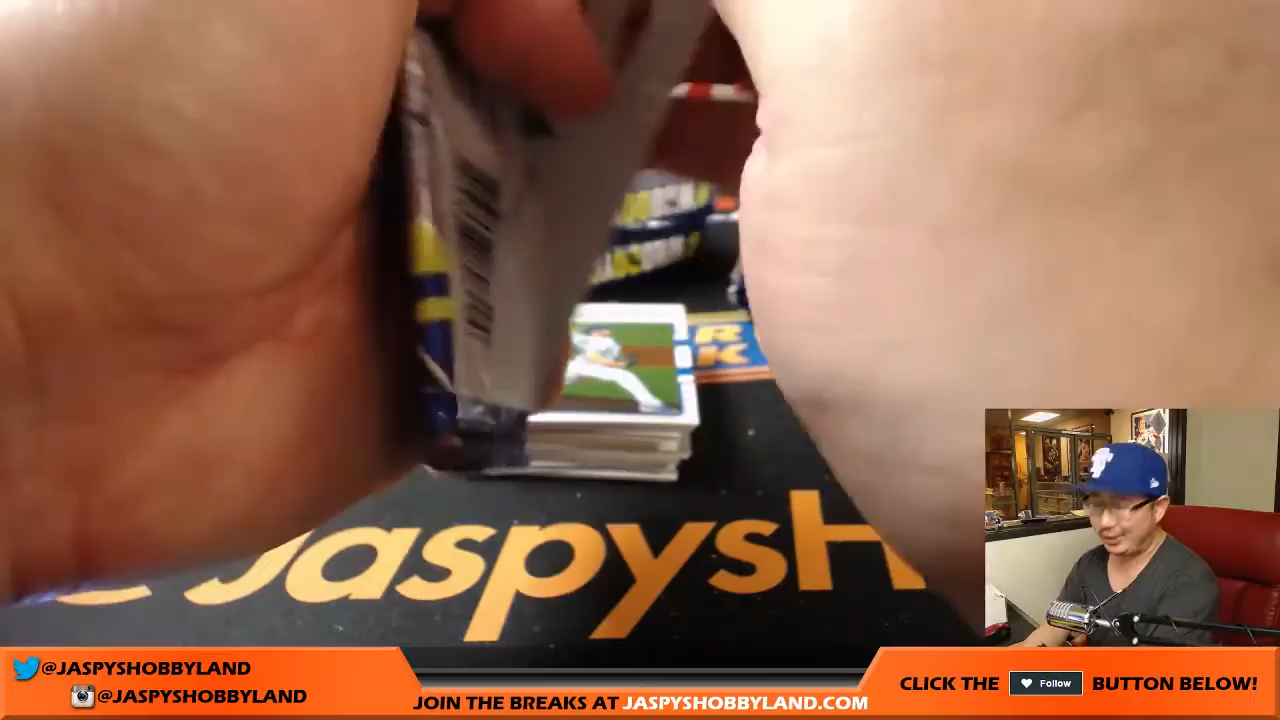 R
K
Jaspysh
@JASPYSHOBBYLAND
@JASPYSHOBBYLAND
JOIN THE BREAKS AT JASPYSHOBBYLAND.COM
CLICK THE Follow BUTTON BELOW!